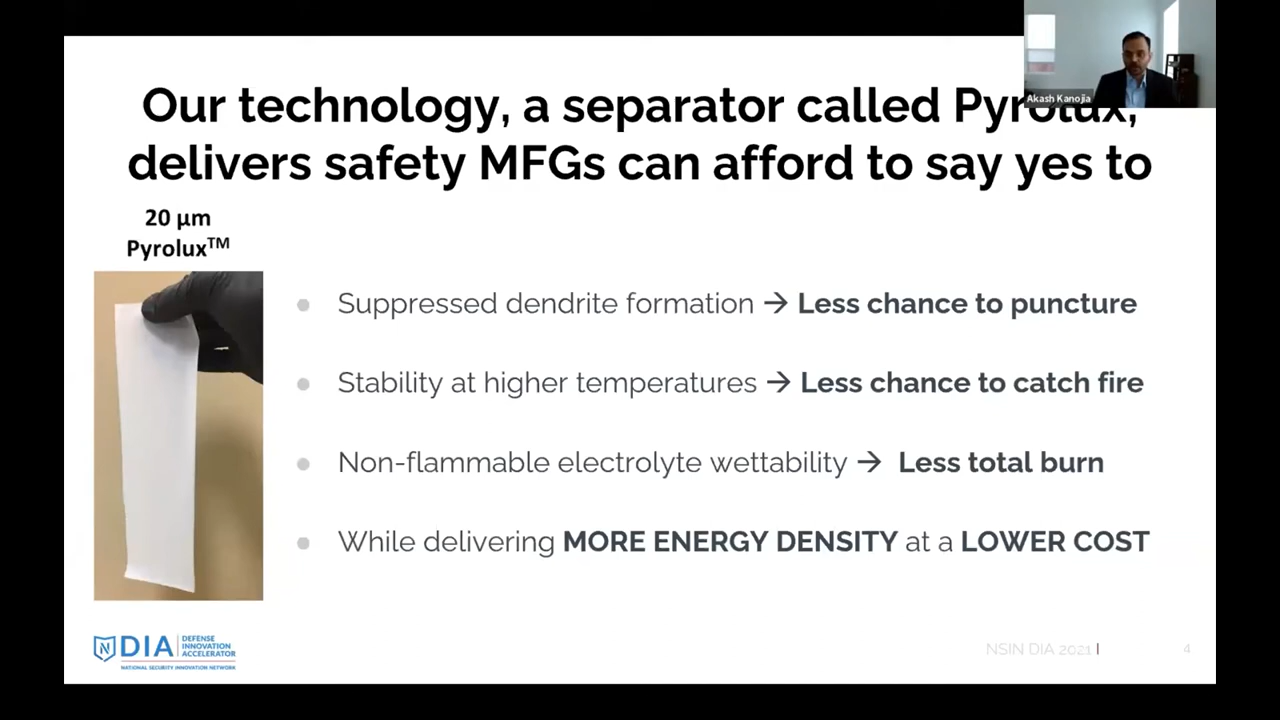 Our technology, a separator called Pyrolux,
delivers safety MFGs can afford to say yes to
Akash Kanojia
20 µm
Pyrolux™
Suppressed dendrite formation → Less chance to puncture
Stability at higher temperatures → Less chance to catch fire
Non-flammable electrolyte wettability → Less total burn
While delivering MORE ENERGY DENSITY at a LOWER COST
N DIA DEFENSE
INNOVATION
ACCELERATOR
NATIONAL SECURITY INNOVATION NETWORK
NSIN DIA 2021 |
4